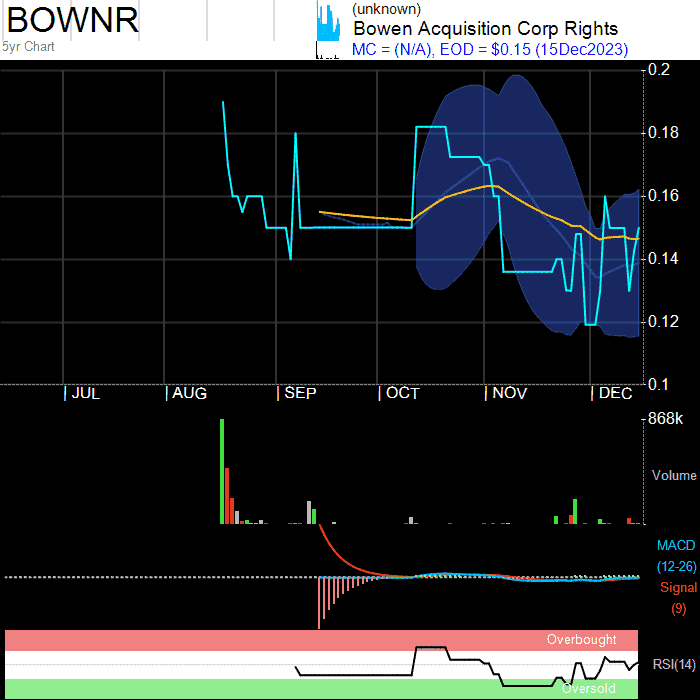 BOWNR
5yr Chart
(unknown)
Bowen Acquisition Corp Rights
MC = (N/A), EOD = $0.15 (15Dec2023)
0.2
0.18
0.16
0.14
0.12
0.1
| JUL | AUG | SEP | OCT | NOV | DEC
868k
Volume
MACD
(12-26)
Signal
(9)
Overbought
RSI(14)
Oversold